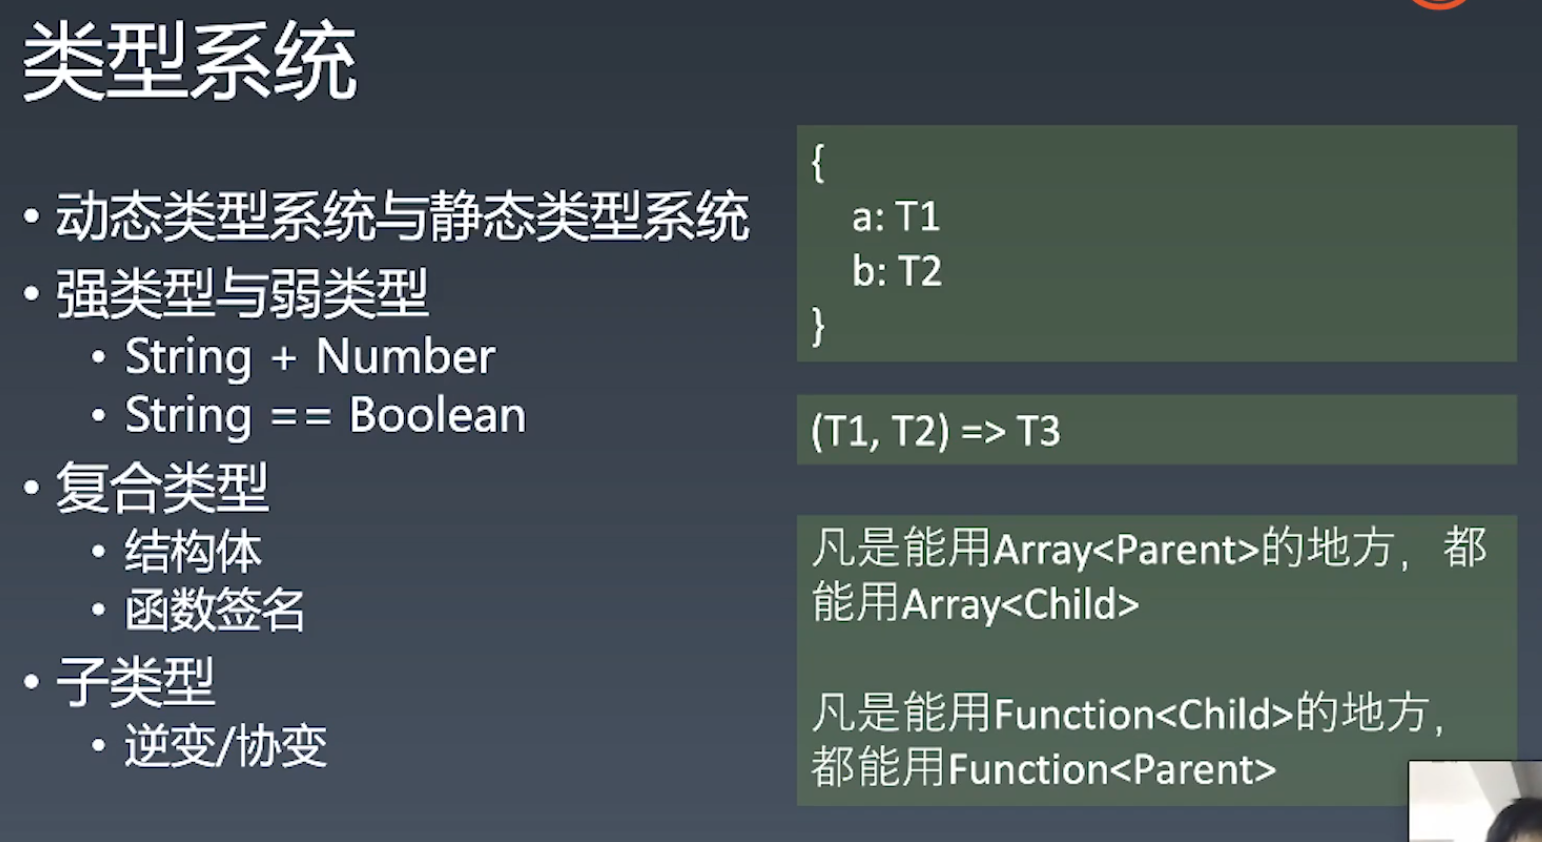 类型系统
• 动态类型系统与静态类型系统
• 强类型与弱类型
• String + Number
• String == Boolean
• 复合类型
• 结构体
• 函数签名
• 子类型
• 逆变/协变
{
a: T1
b: T2
}
(T1, T2) => T3
凡是能用Array<Parent>的地方，都
能用Array<Child>
凡是能用Function<Child>的地方，
都能用Function<Parent>